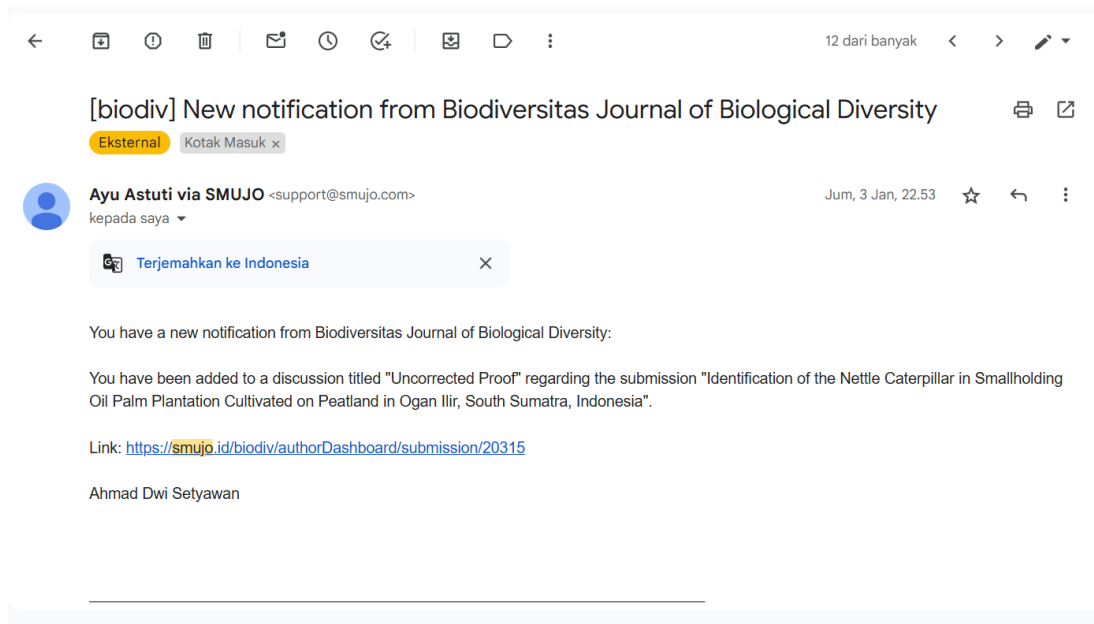 12 dari banyak
[biodiv] New notification from Biodiversitas Journal of Biological Diversity
Eksternal Kotak Masuk ×
Ayu Astuti via SMUJO <support@smujo.com> Jum, 3 Jan, 22.53
kepada saya
Terjemahkan ke Indonesia
You have a new notification from Biodiversitas Journal of Biological Diversity:
You have been added to a discussion titled "Uncorrected Proof" regarding the submission "Identification of the Nettle Caterpillar in Smallholding
Oil Palm Plantation Cultivated on Peatland in Ogan Ilir, South Sumatra, Indonesia".
Link: https://smujo.id/biodiv/authorDashboard/submission/20315
Ahmad Dwi Setyawan